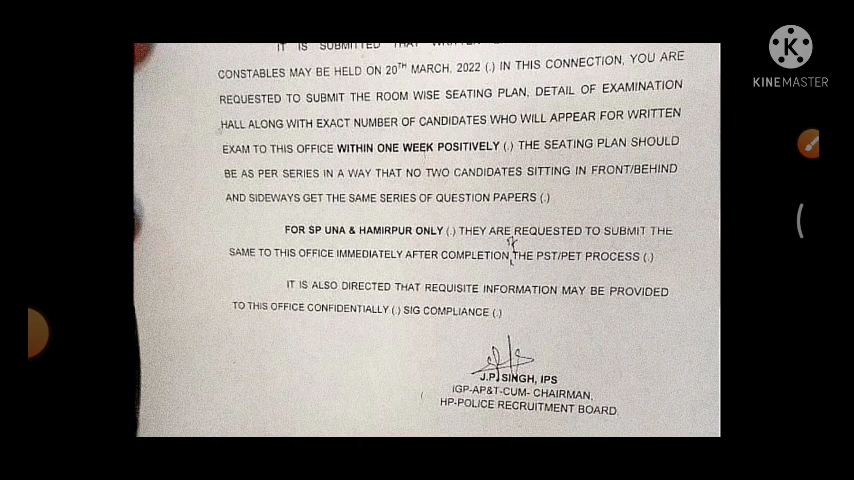 IT IS SUBMITTED THAT WRITTEN
CONSTABLES MAY BE HELD ON 20TH MARCH, 2022 (.) IN THIS CONNECTION, YOU ARE
REQUESTED TO SUBMIT THE ROOM WISE SEATING PLAN, DETAIL OF EXAMINATION
HALL ALONG WITH EXACT NUMBER OF CANDIDATES WHO WILL APPEAR FOR WRITTEN
EXAM TO THIS OFFICE WITHIN ONE WEEK POSITIVELY (.) THE SEATING PLAN SHOULD
BE AS PER SERIES IN A WAY THAT NO TWO CANDIDATES SITTING IN FRONT/BEHIND
AND SIDEWAYS GET THE SAME SERIES OF QUESTION PAPERS (.)
FOR SP UNA & HAMIRPUR ONLY (.) THEY ARE REQUESTED TO SUBMIT THE
SAME TO THIS OFFICE IMMEDIATELY AFTER COMPLETION of THE PST/PET PROCESS (.)
IT IS ALSO DIRECTED THAT REQUISITE INFORMATION MAY BE PROVIDED
TO THIS OFFICE CONFIDENTIALLY (.) SIG COMPLIANCE (.)
J.P. SINGH, IPS
IGP-AP&T-CUM- CHAIRMAN,
HP-POLICE RECRUITMENT BOARD,
K
KINEMASTER